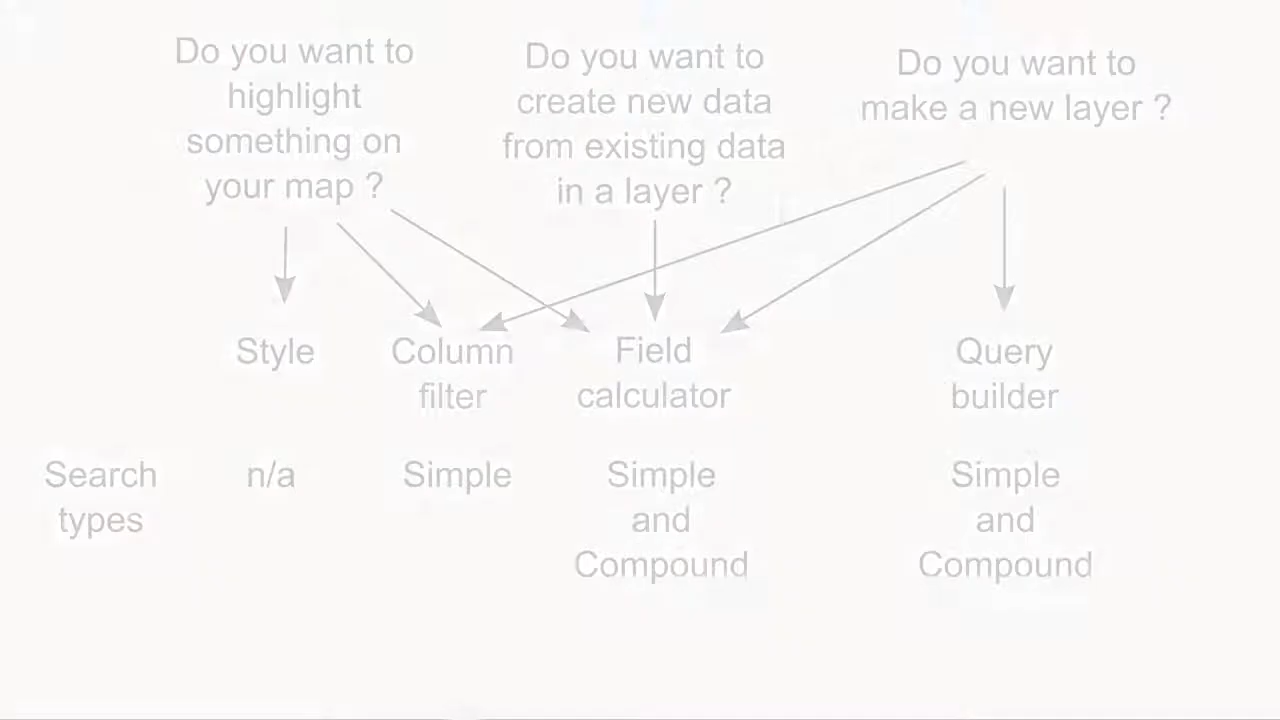 Do you want to
highlight
something on
your map ?
Do you want to
create new data
from existing data
in a layer ?
Do you want to
make a new layer ?
Style
Column
filter
Field
calculator
Query
builder
Search
types
n/a
Simple
Simple
and
Compound
Simple
and
Compound